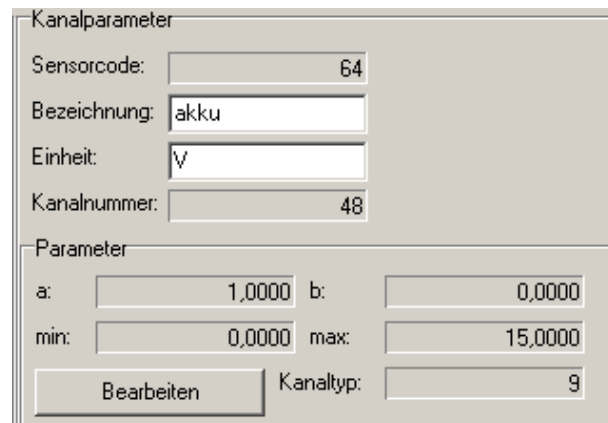 Kanalparameter
Sensorcode: 64
Bezeichnung: akku
Einheit: V
Kanalnummer: 48
Parameter
a: 1,0000 b: 0,0000
min: 0,0000 max: 15,0000
Bearbeiten Kanaltyp: 9